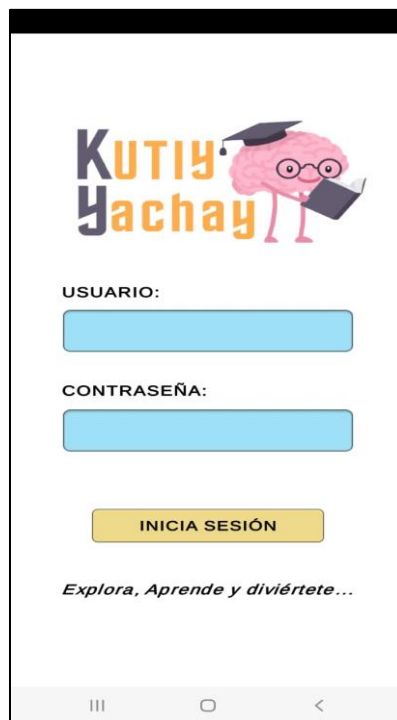 KUTIY
Yachay
USUARIO:
CONTRASEÑA:
INICIA SESIÓN
Explora, Aprende y diviértete...